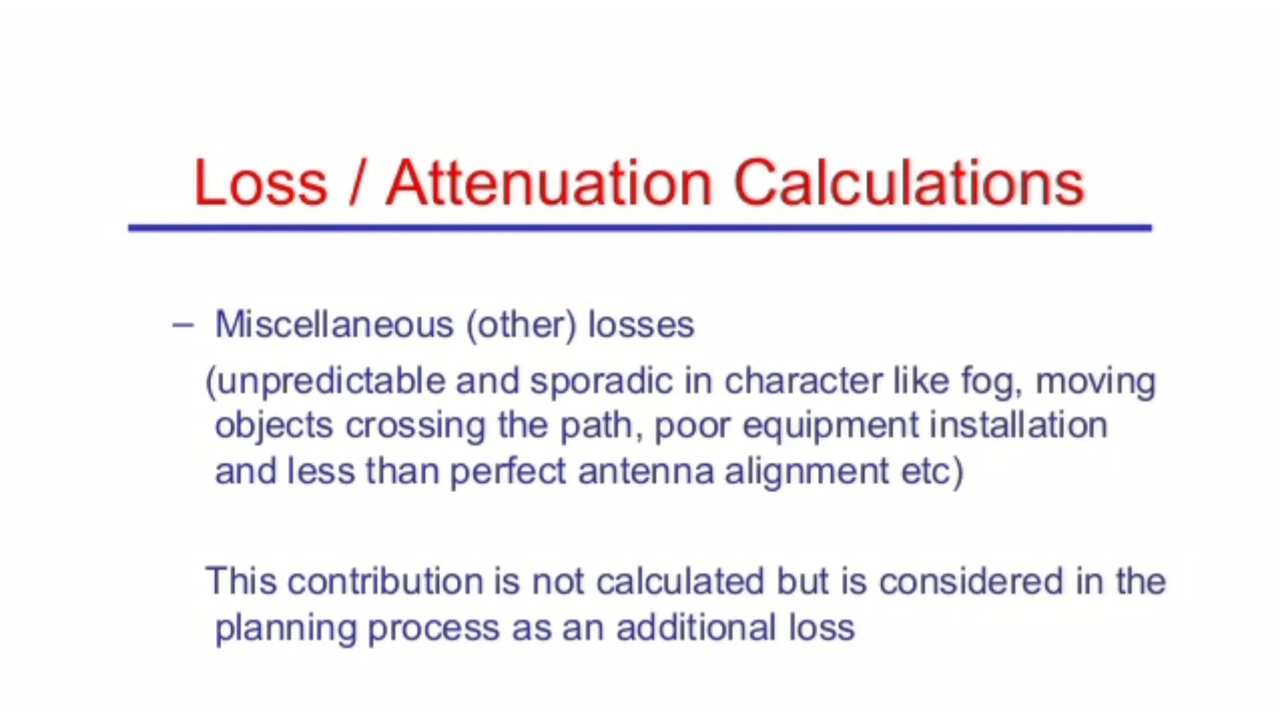 Loss / Attenuation Calculations
– Miscellaneous (other) losses
(unpredictable and sporadic in character like fog, moving
objects crossing the path, poor equipment installation
and less than perfect antenna alignment etc)
This contribution is not calculated but is considered in the
planning process as an additional loss